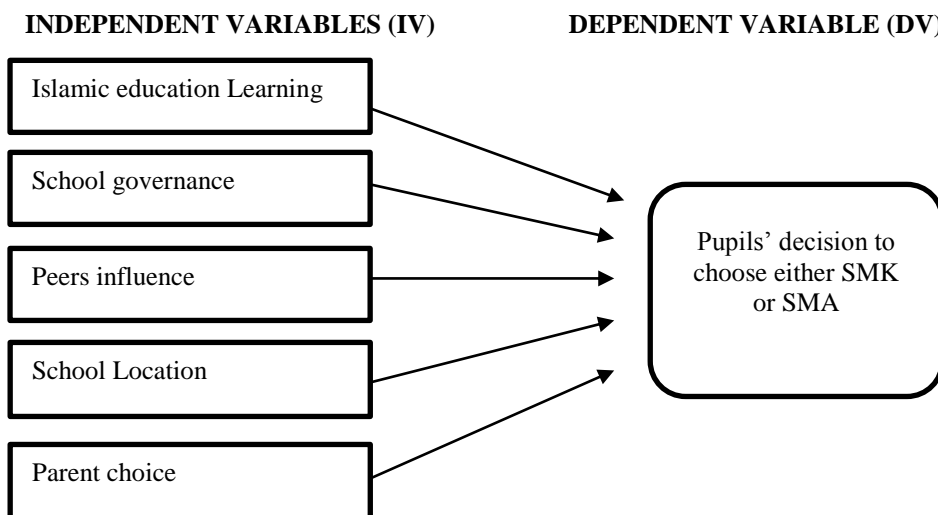 INDEPENDENT VARIABLES (IV)
DEPENDENT VARIABLE (DV)
Islamic education Learning
School governance
Peers influence
School Location
Parent choice
Pupils’ decision to
choose either SMK
or SMA